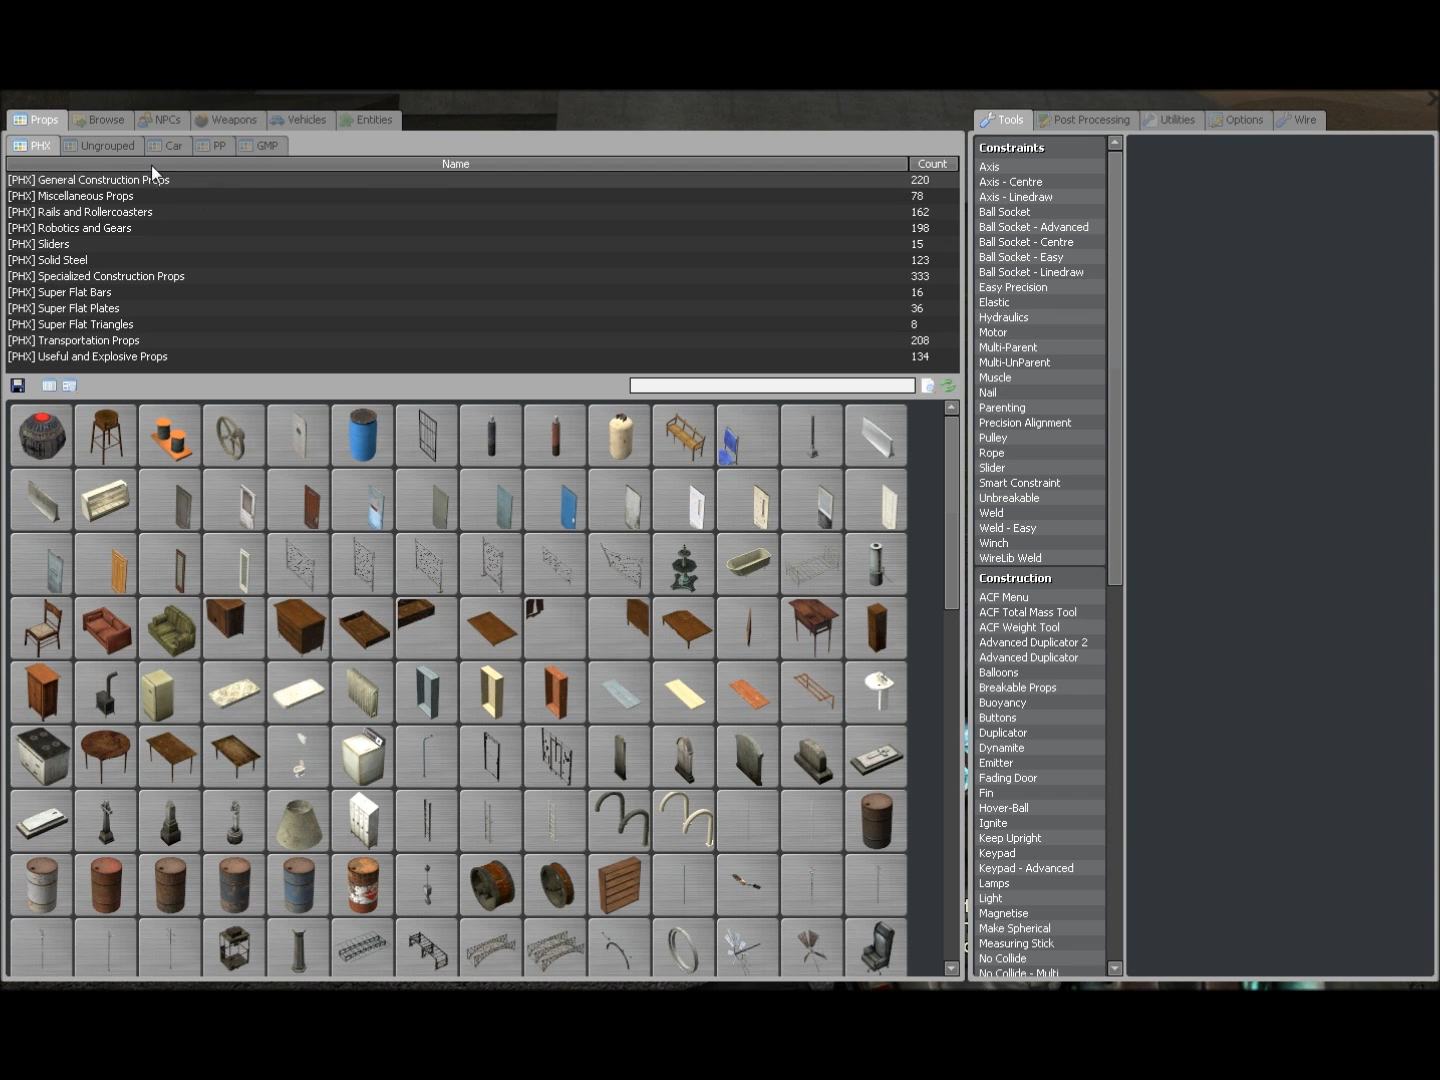 Props Browse NPCs Weapons Vehicles Entities
PHX Ungrouped Car PP GMP
Name Count
[PHX] General Construction Props 220
[PHX] Miscellaneous Props 78
[PHX] Rails and Rollercoasters 162
[PHX] Robotics and Gears 198
[PHX] Sliders 15
[PHX] Solid Steel 123
[PHX] Specialized Construction Props 333
[PHX] Super Flat Bars 16
[PHX] Super Flat Plates 36
[PHX] Super Flat Triangles 8
[PHX] Transportation Props 208
[PHX] Useful and Explosive Props 134
Tools Post Processing Utilities Options Wire
Constraints
Axis
Axis - Centre
Axis - Linedraw
Ball Socket
Ball Socket - Advanced
Ball Socket - Centre
Ball Socket - Easy
Ball Socket - Linedraw
Easy Precision
Elastic
Hydraulics
Motor
Multi-Parent
Multi-UnParent
Muscle
Nail
Parenting
Precision Alignment
Pulley
Rope
Slider
Smart Constraint
Unbreakable
Weld
Weld - Easy
Winch
WireLib Weld
Construction
ACF Menu
ACF Total Mass Tool
ACF Weight Tool
Advanced Duplicator 2
Advanced Duplicator
Balloons
Breakable Props
Buoyancy
Buttons
Duplicator
Dynamite
Emitter
Fading Door
Fin
Hover-Ball
Ignite
Keep Upright
Keypad
Keypad - Advanced
Lamps
Light
Magnetise
Make Spherical
Measuring Stick
No Collide
No Collide - Multi